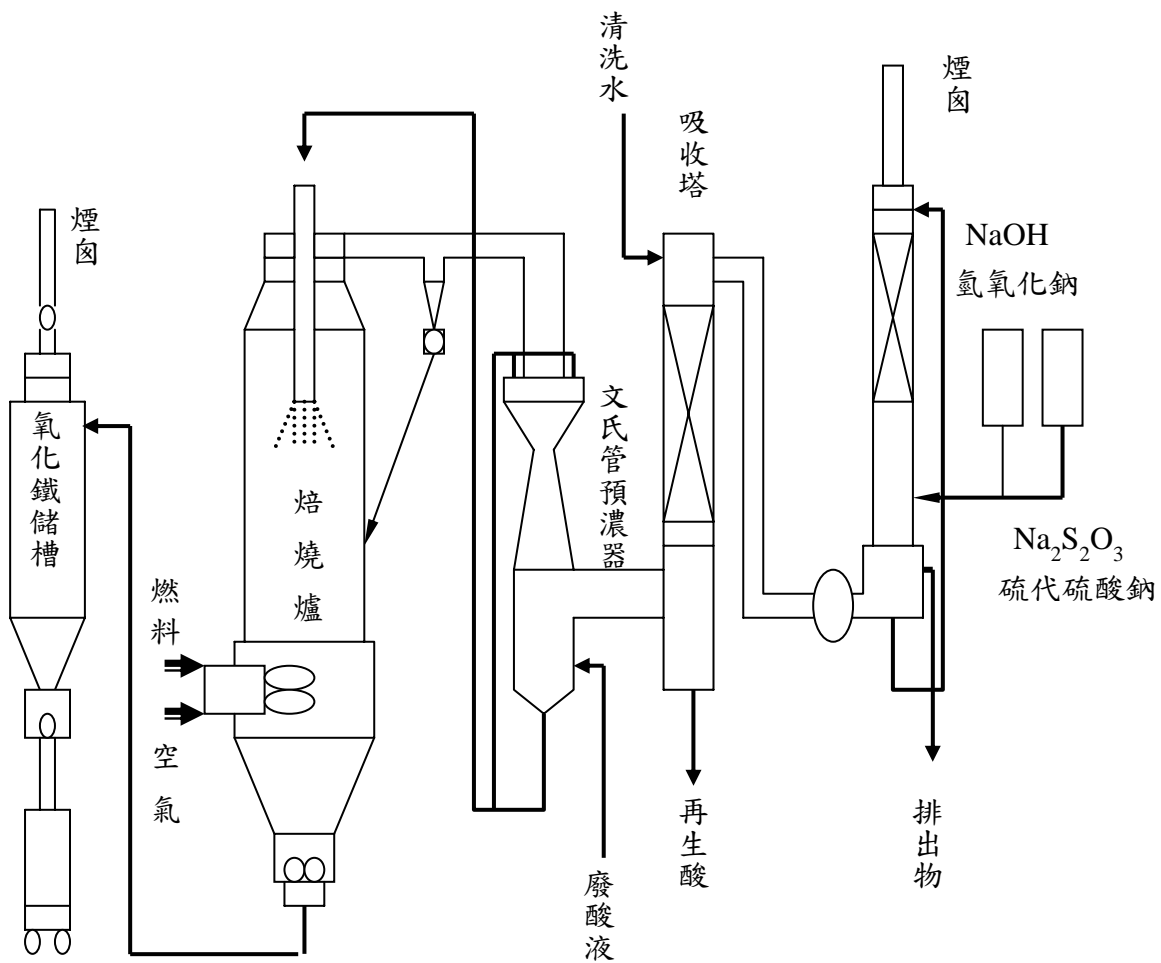 清洗水
煙囪
吸收塔
煙囪
NaOH
氫氧化鈉
氧化鐵儲槽
文氏管預濃器
焙燒爐
Na₂S₂O₃
硫代硫酸鈉
燃料
空氣
再生酸
排出物
廢酸液